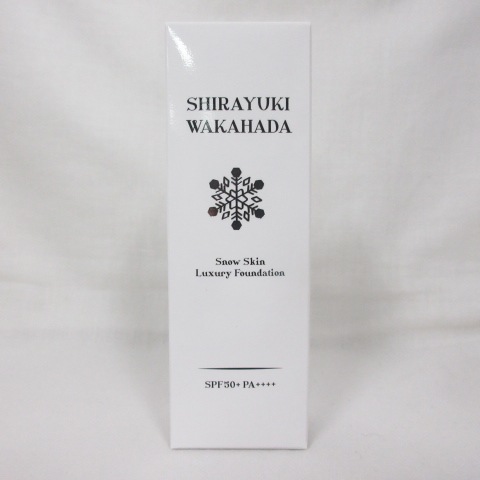 SHIRAYUKI
WAKAHADA
Snow Skin
Luxury Foundation
SPF50+ PA++++